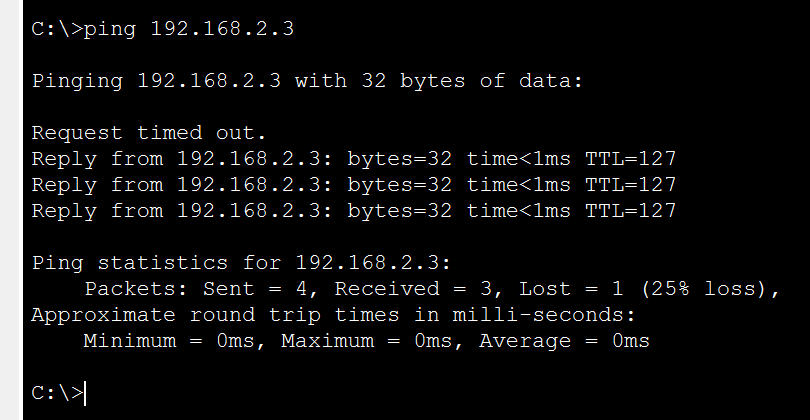 C:\>ping 192.168.2.3
Pinging 192.168.2.3 with 32 bytes of data:
Request timed out.
Reply from 192.168.2.3: bytes=32 time<1ms TTL=127
Reply from 192.168.2.3: bytes=32 time<1ms TTL=127
Reply from 192.168.2.3: bytes=32 time<1ms TTL=127
Ping statistics for 192.168.2.3:
    Packets: Sent = 4, Received = 3, Lost = 1 (25% loss),
Approximate round trip times in milli-seconds:
    Minimum = 0ms, Maximum = 0ms, Average = 0ms
C:\>